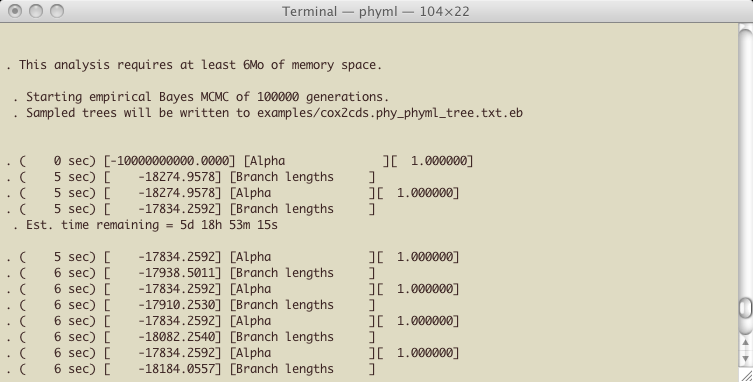 Terminal — phyml — 104×22
. This analysis requires at least 6Mo of memory space.
. Starting empirical Bayes MCMC of 100000 generations.
. Sampled trees will be written to examples/cox2cds.phy_phyml_tree.txt.eb
. (    0 sec) [-10000000000.0000] [Alpha             ][  1.000000]
. (    5 sec) [    -18274.9578] [Branch lengths     ]
. (    5 sec) [    -18274.9578] [Alpha             ][  1.000000]
. (    5 sec) [    -17834.2592] [Branch lengths     ]
. Est. time remaining = 5d 18h 53m 15s
. (    5 sec) [    -17834.2592] [Alpha             ][  1.000000]
. (    6 sec) [    -17938.5011] [Branch lengths     ]
. (    6 sec) [    -17834.2592] [Alpha             ][  1.000000]
. (    6 sec) [    -17910.2530] [Branch lengths     ]
. (    6 sec) [    -17834.2592] [Alpha             ][  1.000000]
. (    6 sec) [    -18082.2540] [Branch lengths     ]
. (    6 sec) [    -17834.2592] [Alpha             ][  1.000000]
. (    6 sec) [    -18184.0557] [Branch lengths     ]